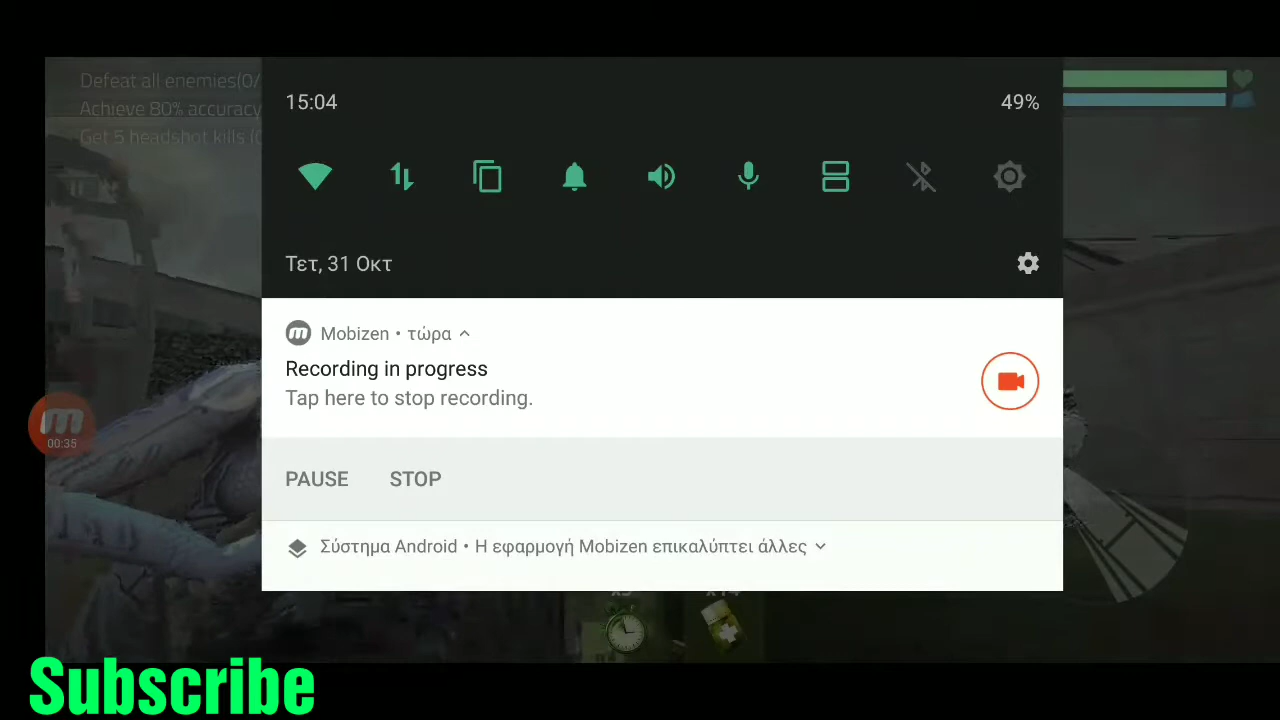 Defeat all enemies(0/
Achieve 80% accuracy
Get 5 headshot kills (0
15:04
49%
Τετ, 31 Οκτ
Mobizen • τώρα
Recording in progress
Tap here to stop recording.
00:35
PAUSE STOP
Σύστημα Android • Η εφαρμογή Mobizen επικαλύπτει άλλες
Subscribe